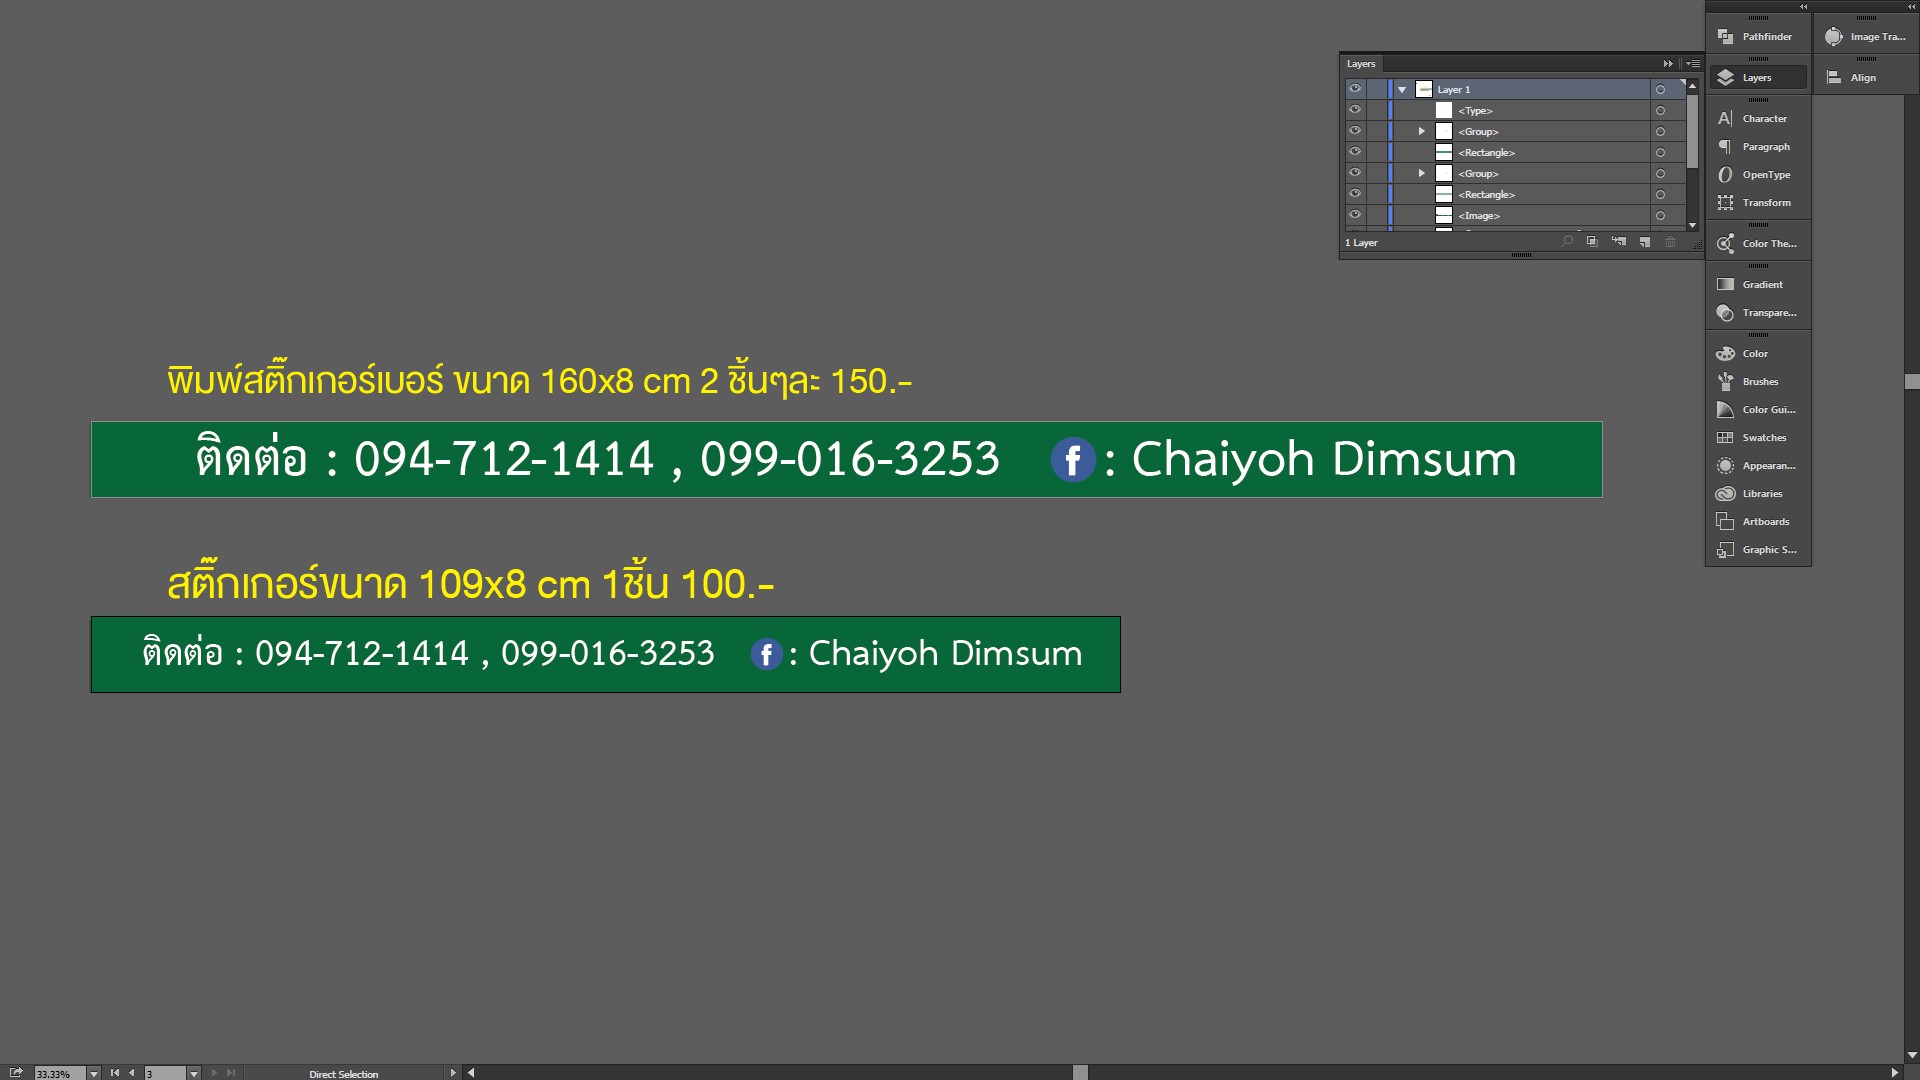 Pathfinder
Image Tra...
Layers
Layers
Align
Layer 1
<Type>
<Group>
<Rectangle>
<Group>
<Rectangle>
<Image>
1 Layer
Character
Paragraph
OpenType
Transform
Color The...
Gradient
Transpare...
Color
Brushes
Color Gui...
Swatches
Appearan...
Libraries
Artboards
Graphic S...
พิมพ์สติ๊กเกอร์เบอร์ ขนาด 160x8 cm 2 ชิ้นๆละ 150.-
ติดต่อ : 094-712-1414 , 099-016-3253 f : Chaiyoh Dimsum
สติ๊กเกอร์ขนาด 109x8 cm 1ชิ้น 100.-
ติดต่อ : 094-712-1414 , 099-016-3253 f : Chaiyoh Dimsum
33.33% 3 Direct Selection